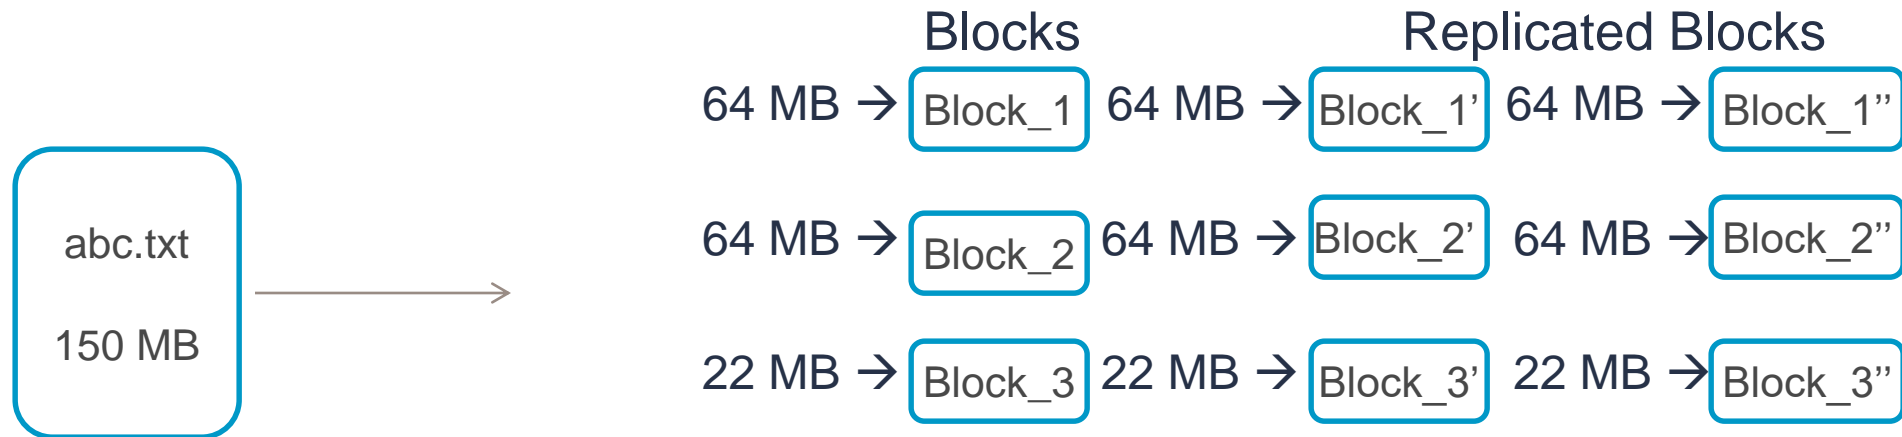 Blocks Replicated Blocks
64 MB → Block_1 64 MB → Block_1’ 64 MB → Block_1’’
abc.txt
150 MB
64 MB → Block_2 64 MB → Block_2’ 64 MB → Block_2’’
22 MB → Block_3 22 MB → Block_3’ 22 MB → Block_3’’